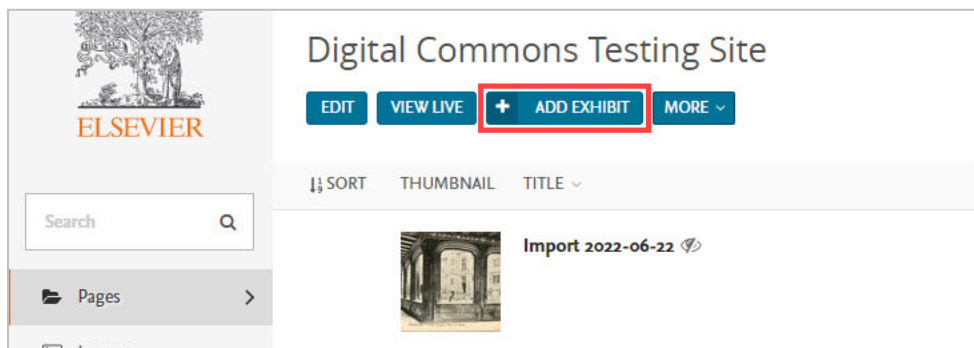 ELSEVIER
Search
Pages
Digital Commons Testing Site
EDIT
VIEW LIVE
+ ADD EXHIBIT
MORE
SORT
THUMBNAIL
TITLE
Import 2022-06-22